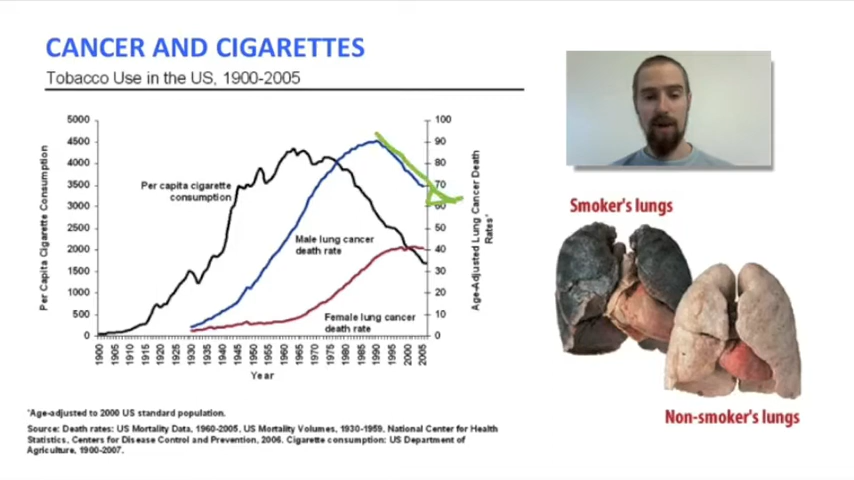 CANCER AND CIGARETTES
Tobacco Use in the US, 1900-2005
5000
4500
4000
3500
3000
2500
2000
1500
1000
500
0
Per Capita Cigarette Consumption
Per capita cigarette
consumption
Male lung cancer
death rate
Female lung cancer
death rate
100
90
80
70
60
50
40
30
20
10
0
Age-Adjusted Lung Cancer Death
Rates*
1900 1905 1910 1915 1920 1925 1930 1935 1940 1945 1950 1955 1960 1965 1970 1975 1980 1985 1990 1995 2000 2005
Year
*Age-adjusted to 2000 US standard population.
Source: Death rates: US Mortality Data, 1960-2005, US Mortality Volumes, 1930-1959, National Center for Health
Statistics, Centers for Disease Control and Prevention, 2006. Cigarette consumption: US Department of
Agriculture, 1900-2007.
Smoker's lungs
Non-smoker's lungs